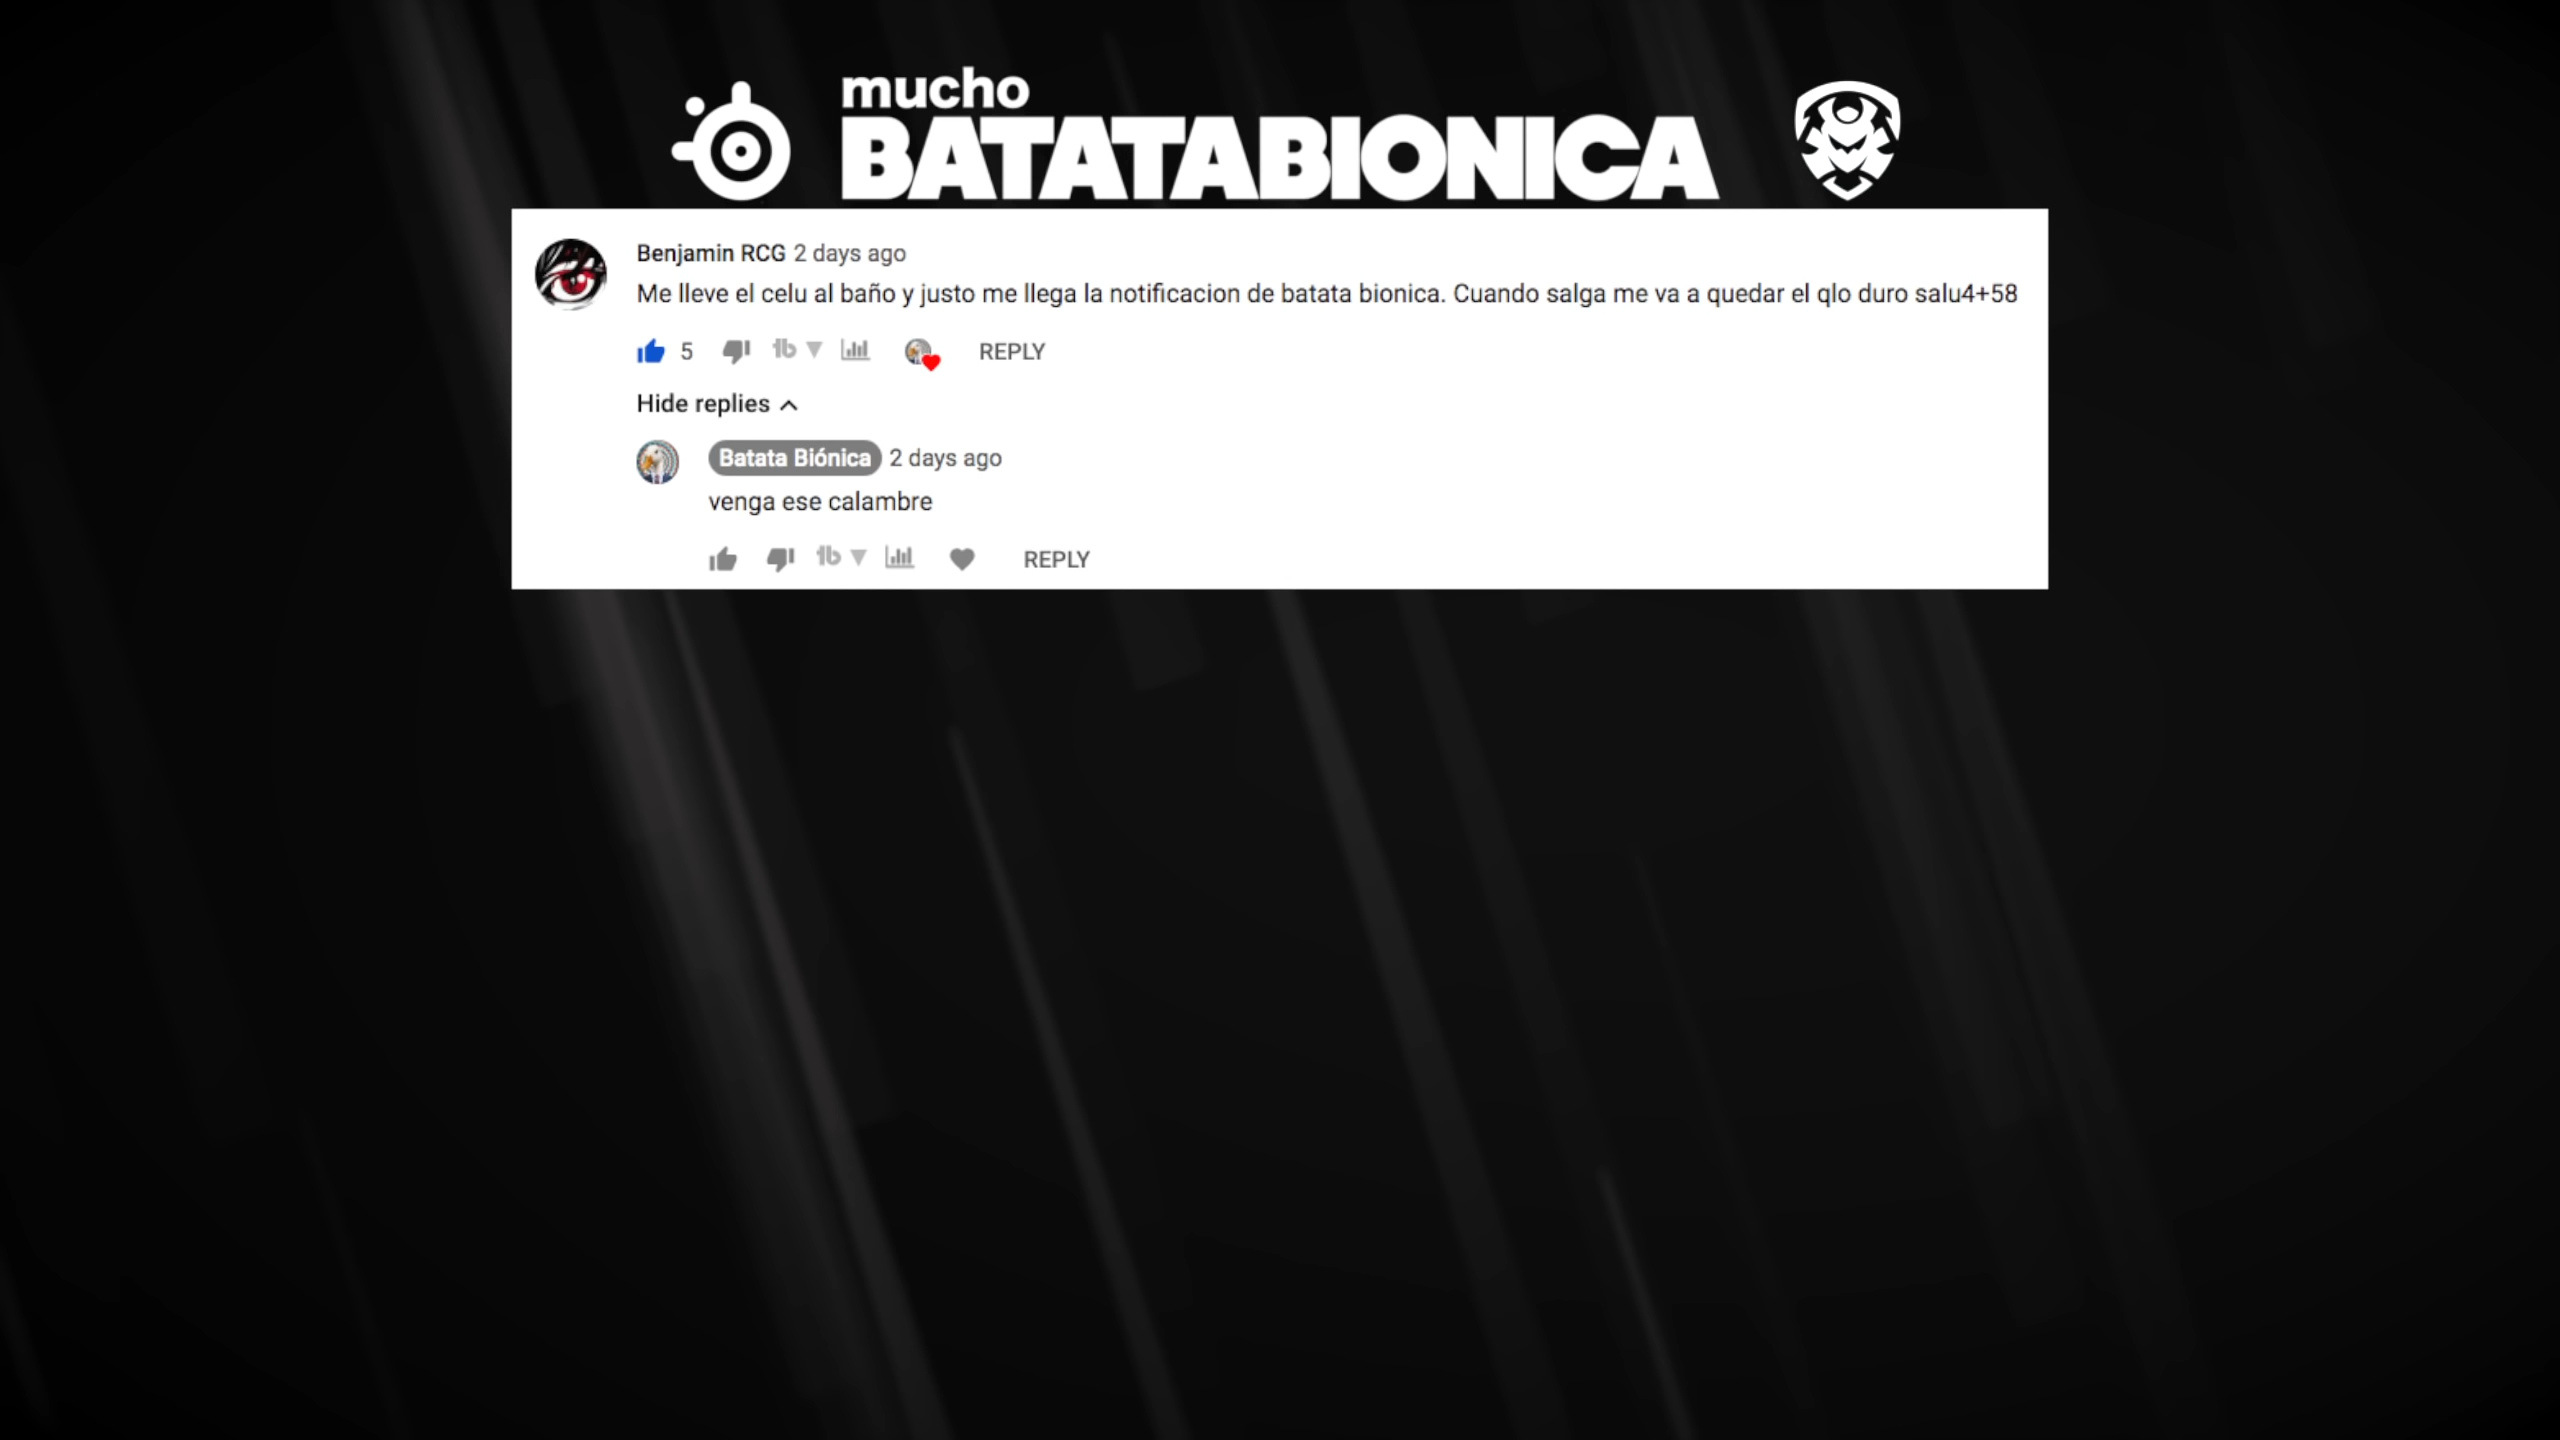 mucho
BATATABIONICA
Benjamin RCG 2 days ago
Me lleve el celu al baño y justo me llega la notificacion de batata bionica. Cuando salga me va a quedar el qlo duro salu4+58
5 REPLY
Hide replies
Batata Biónica 2 days ago
venga ese calambre
REPLY